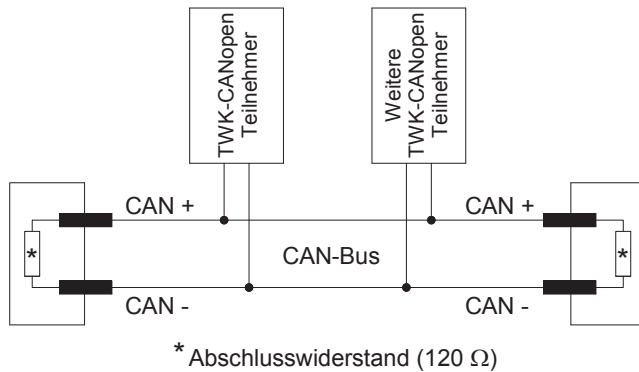 TWK-CANopen
Teilnehmer
Weitere
TWK-CANopen
Teilnehmer
CAN +
CAN +
*
CAN-Bus
*
CAN -
CAN -
* Abschlusswiderstand (120 Ω)